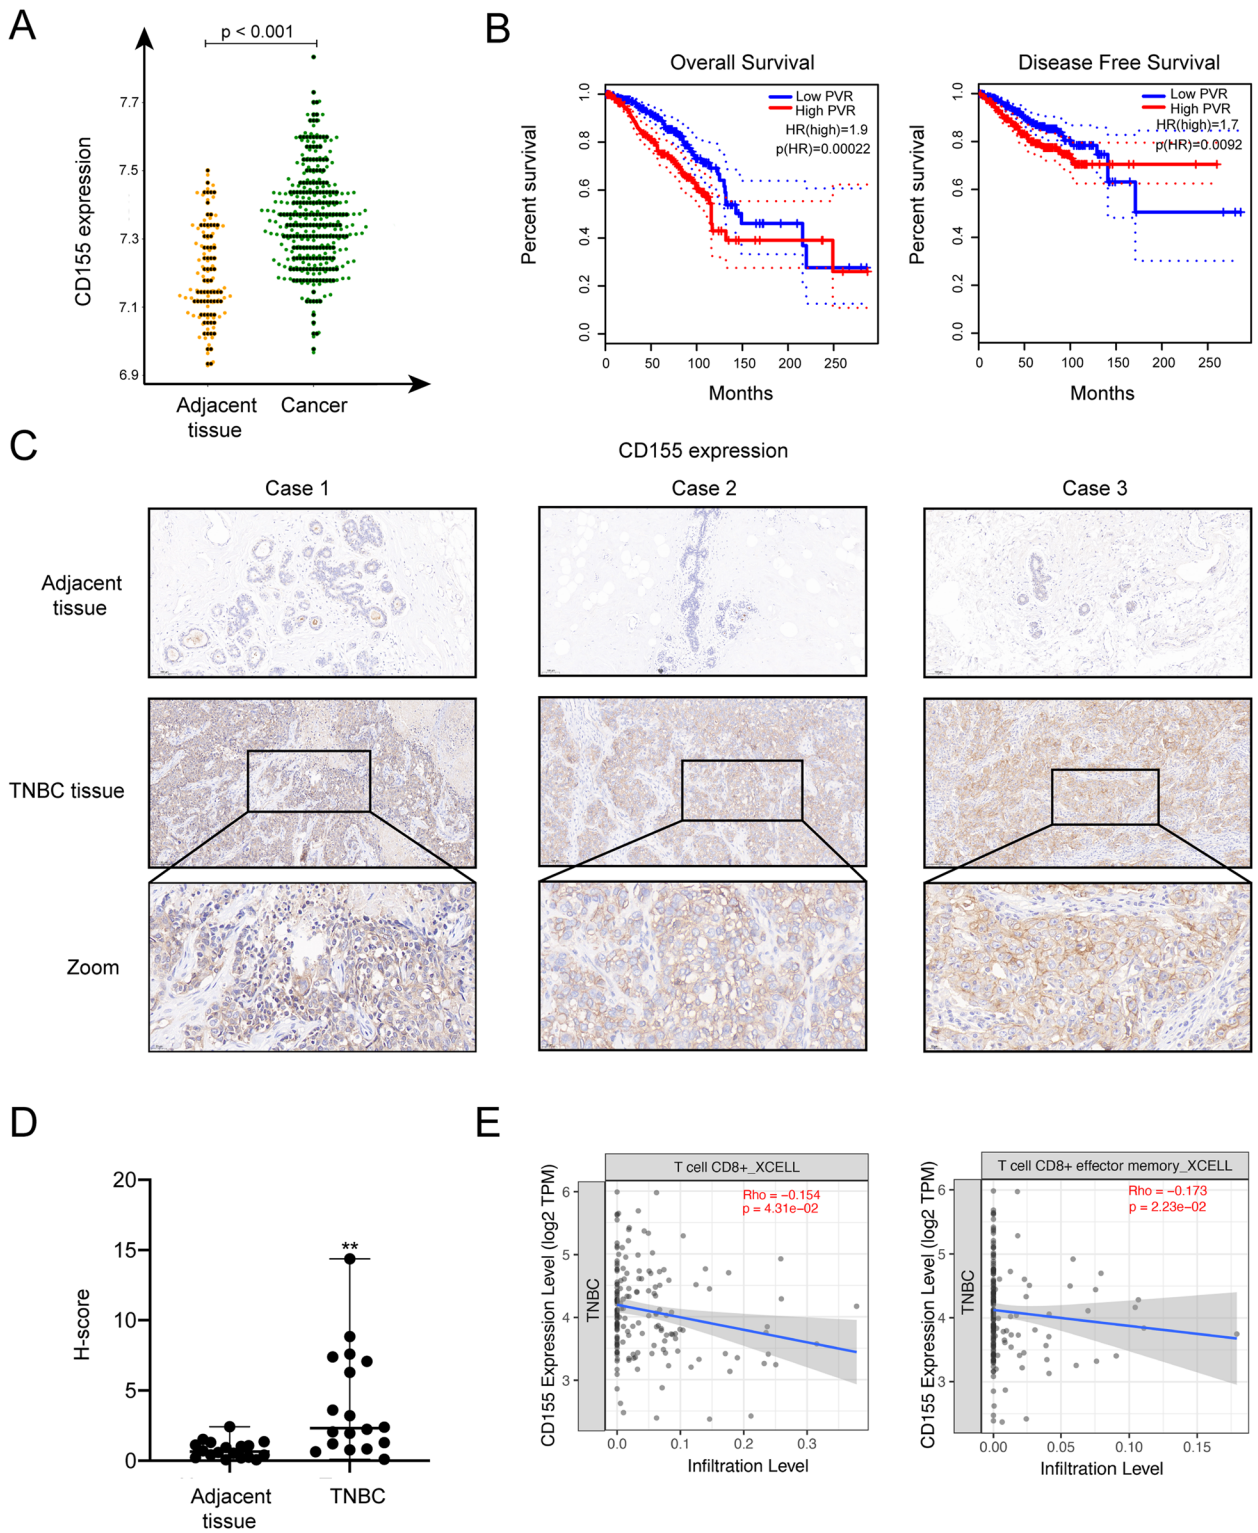 A
p < 0.001
CD155 expression
7.7
7.5
7.3
7.1
6.9
Adjacent
tissue
Cancer
B
Overall Survival
Low PVR
High PVR
HR(high)=1.9
p(HR)=0.00022
Percent survival
1.0
0.8
0.6
0.4
0.2
0.0
0 50 100 150 200 250
Months
Disease Free Survival
Low PVR
High PVR
HR(high)=1.7
p(HR)=0.0092
Percent survival
1.0
0.8
0.6
0.4
0.2
0.0
0 50 100 150 200 250
Months
C
CD155 expression
Case 1
Case 2
Case 3
Adjacent
tissue
TNBC tissue
Zoom
D
H-score
20
15
10
5
0
**
Adjacent
tissue
TNBC
E
T cell CD8+_XCELL
Rho = −0.154
p = 4.31e−02
CD155 Expression Level (log2 TPM)
TNBC
6
5
4
3
0.0 0.1 0.2 0.3
Infiltration Level
T cell CD8+ effector memory_XCELL
Rho = −0.173
p = 2.23e−02
CD155 Expression Level (log2 TPM)
TNBC
6
5
4
3
0.00 0.05 0.10 0.15
Infiltration Level